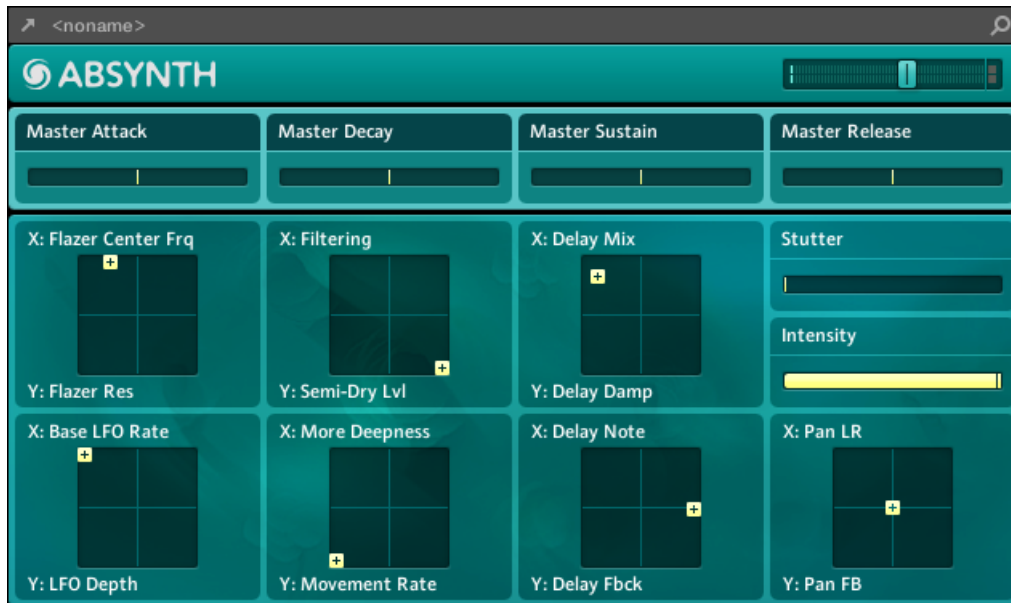 <noname>
ABSYNTH
Master Attack
Master Decay
Master Sustain
Master Release
X: Flazer Center Frq
Y: Flazer Res
X: Filtering
Y: Semi-Dry Lvl
X: Delay Mix
Y: Delay Damp
Stutter
Intensity
X: Base LFO Rate
Y: LFO Depth
X: More Deepness
Y: Movement Rate
X: Delay Note
Y: Delay Fbck
X: Pan LR
Y: Pan FB